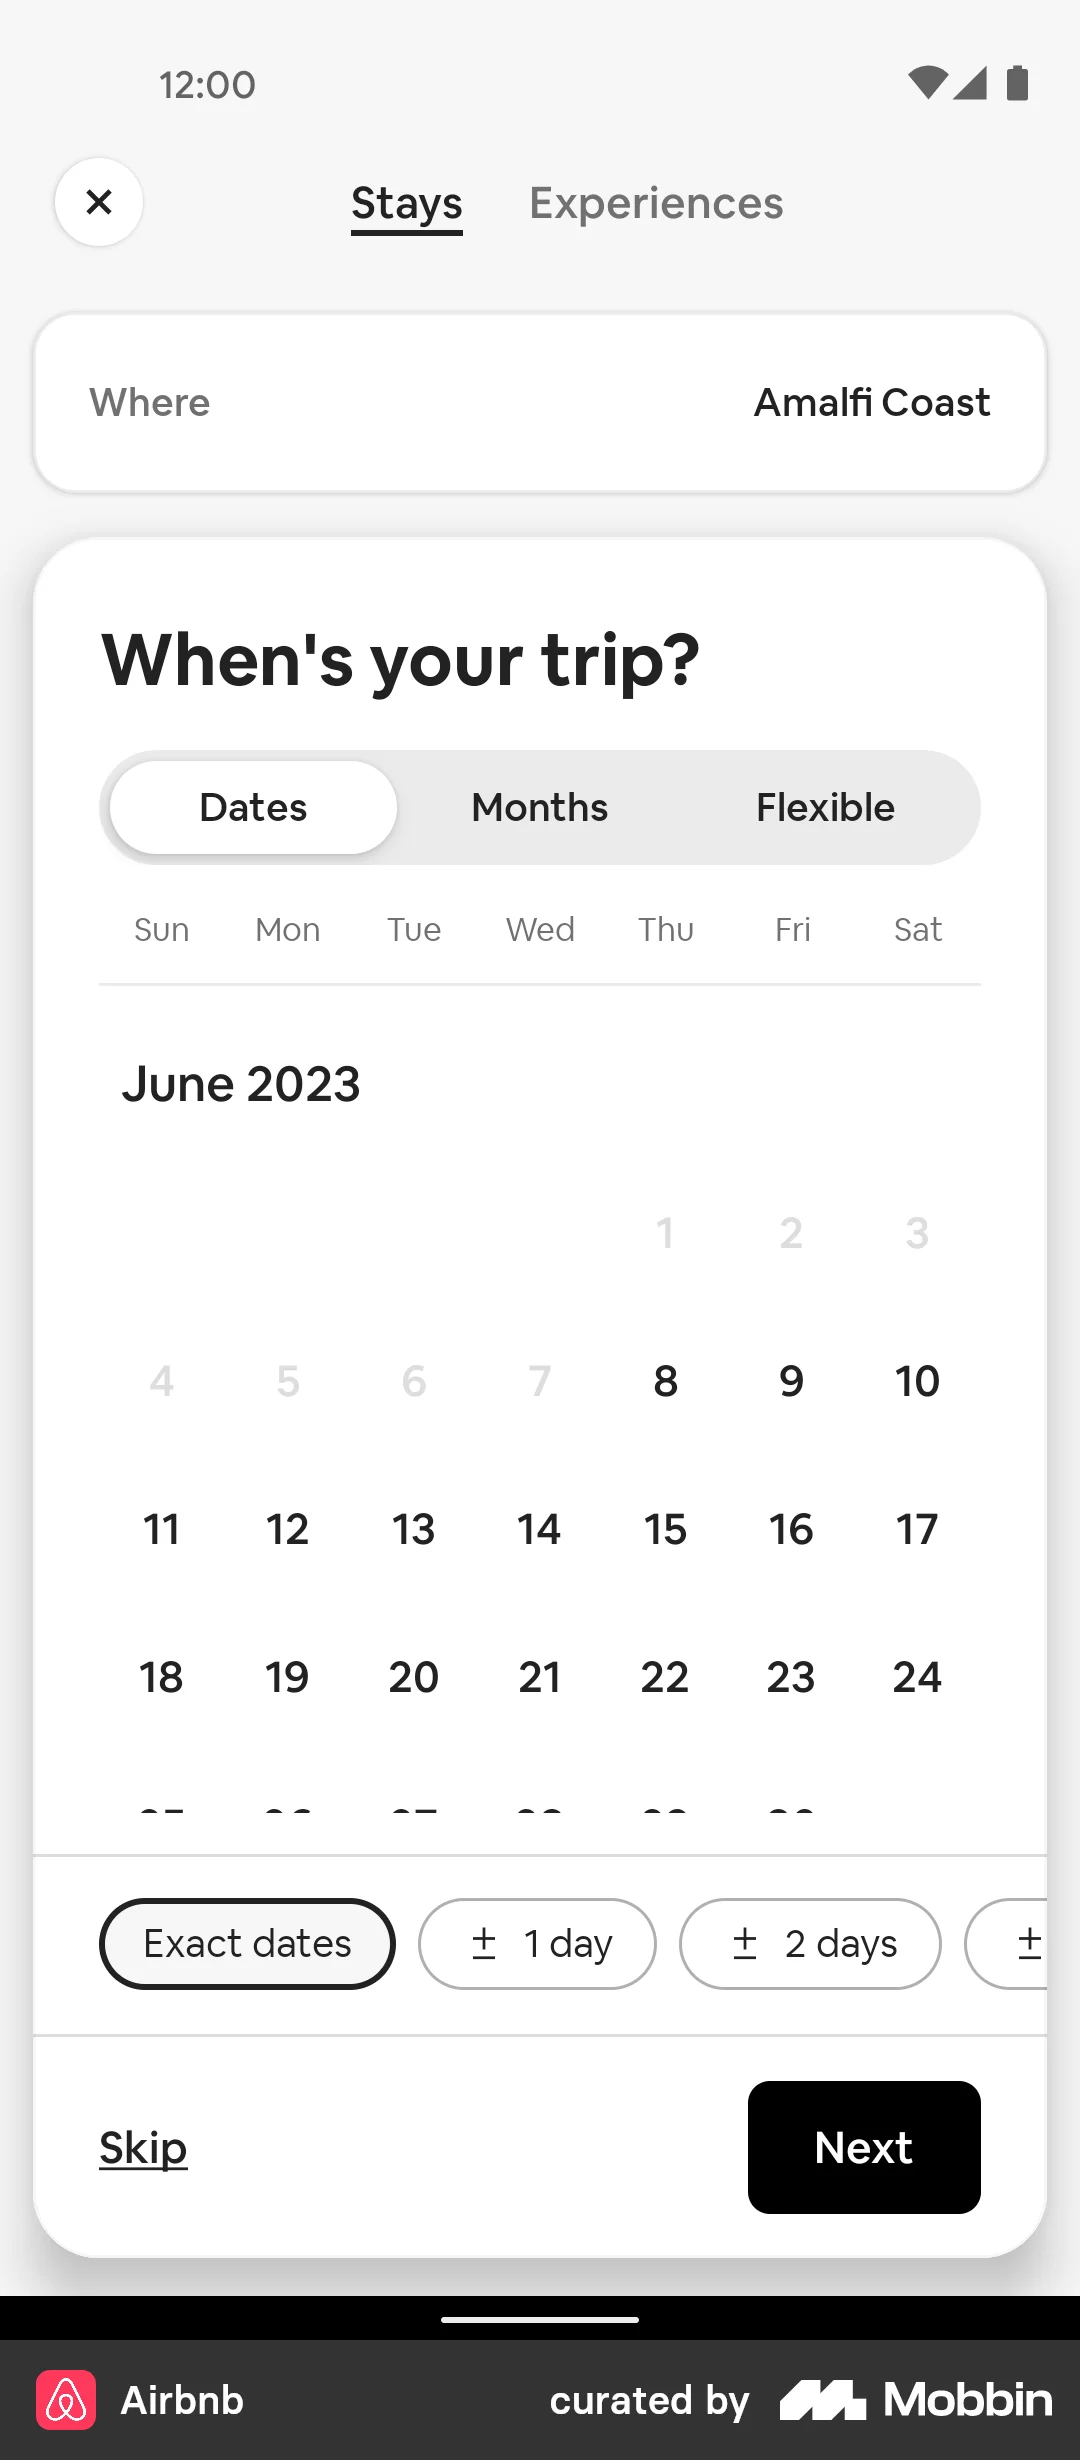 12:00
Stays Experiences
Where Amalfi Coast
When's your trip?
Dates Months Flexible
Sun Mon Tue Wed Thu Fri Sat
June 2023
1 2 3
4 5 6 7 8 9 10
11 12 13 14 15 16 17
18 19 20 21 22 23 24
Exact dates ± 1 day ± 2 days ±
Skip Next
Airbnb curated by Mobbin